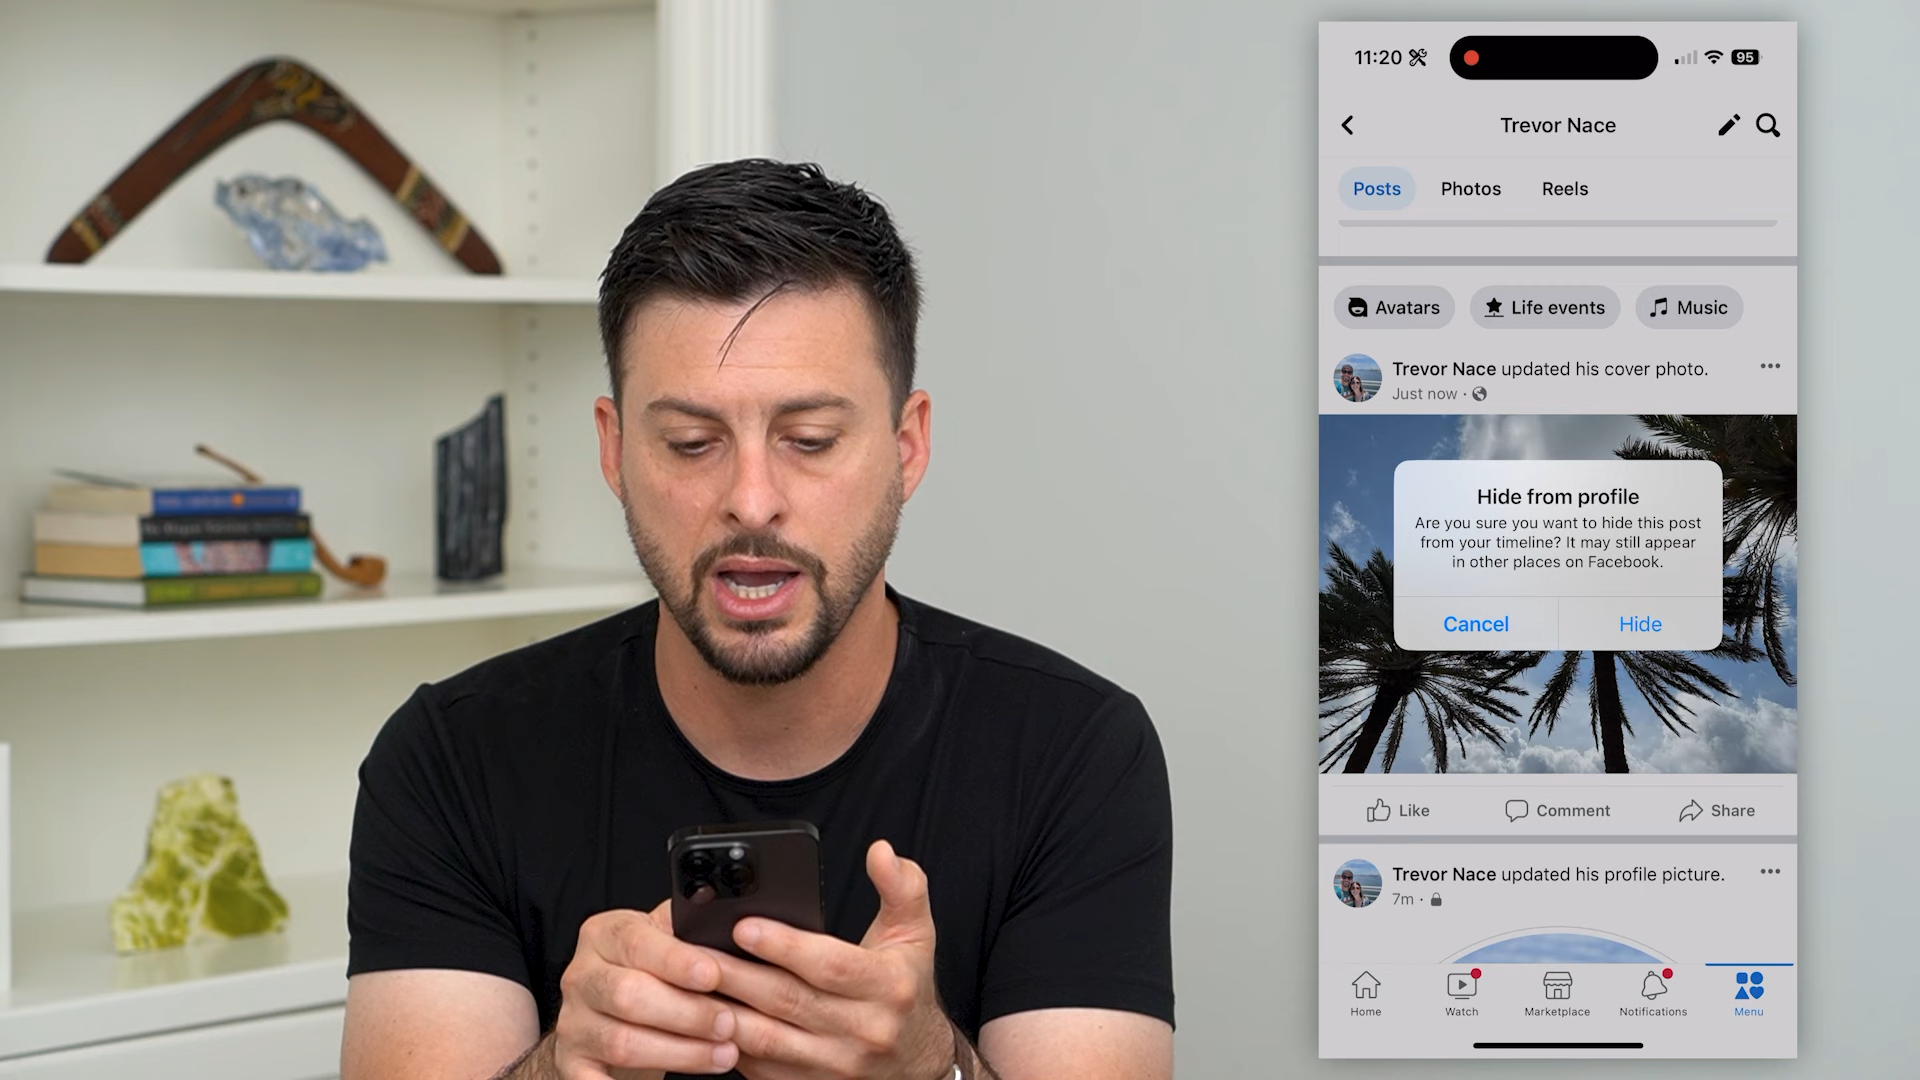 11:20
95
Trevor Nace
Posts Photos Reels
Avatars Life events Music
Trevor Nace updated his cover photo.
Just now ·
Hide from profile
Are you sure you want to hide this post
from your timeline? It may still appear
in other places on Facebook.
Cancel Hide
Like Comment Share
Trevor Nace updated his profile picture.
7m ·
Home Watch Marketplace Notifications Menu